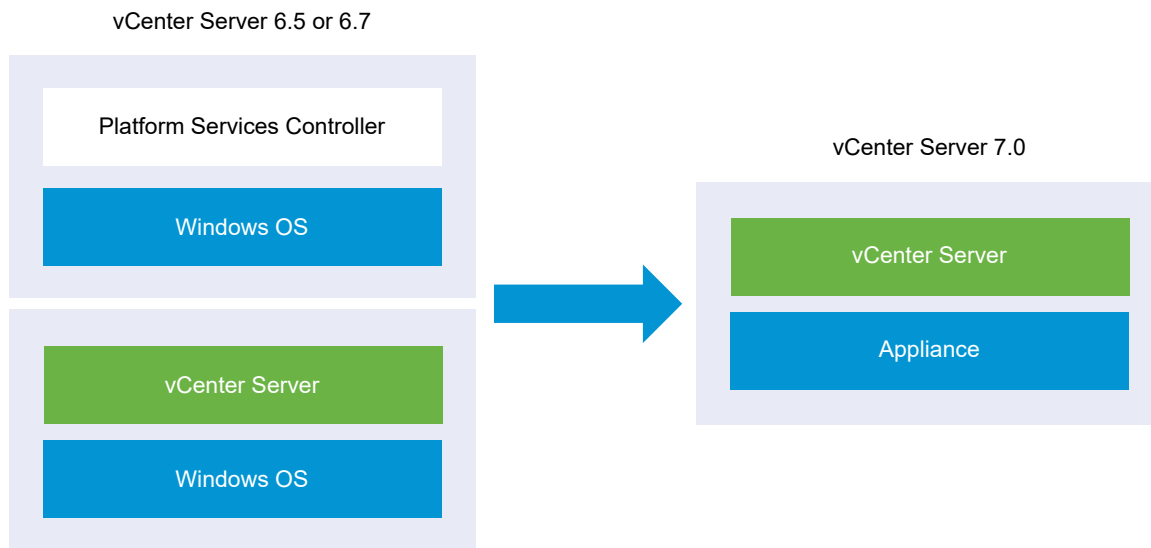 vCenter Server 6.5 or 6.7
Platform Services Controller
Windows OS
vCenter Server
Windows OS
vCenter Server 7.0
vCenter Server
Appliance